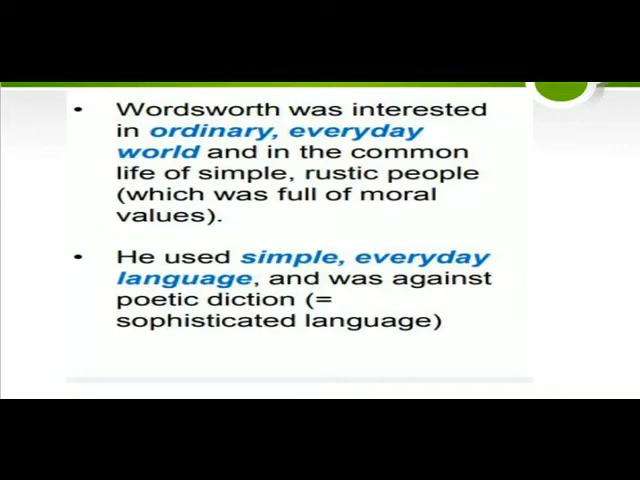 • Wordsworth was interested
in ordinary, everyday
world and in the common
life of simple, rustic people
(which was full of moral
values).
• He used simple, everyday
language, and was against
poetic diction (=
sophisticated language)